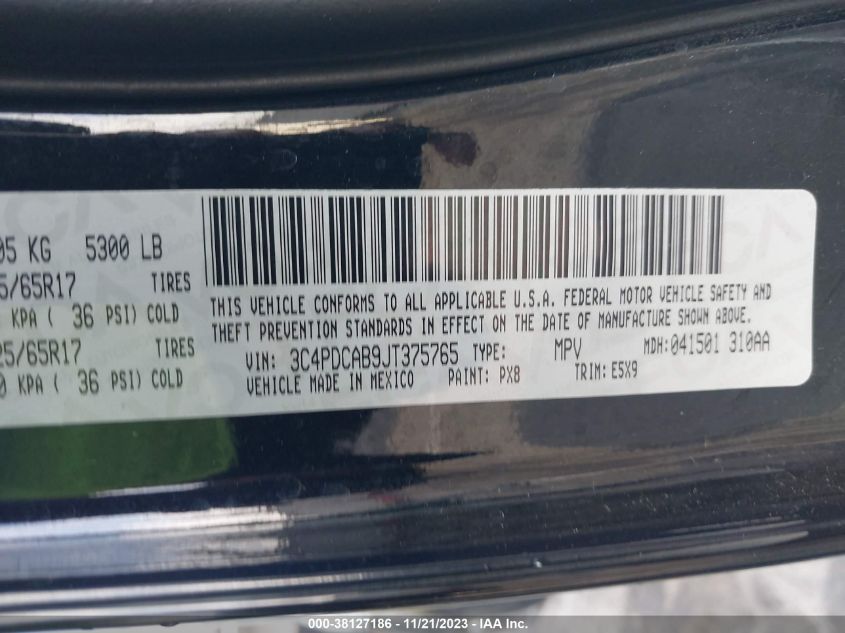 05 KG 5300 LB
5/65R17 TIRES
KPA ( 36 PSI) COLD
25/65R17 TIRES
0 KPA ( 36 PSI) COLD
THIS VEHICLE CONFORMS TO ALL APPLICABLE U.S.A. FEDERAL MOTOR VEHICLE SAFETY AND
THEFT PREVENTION STANDARDS IN EFFECT ON THE DATE OF MANUFACTURE SHOWN ABOVE.
VIN: 3C4PDCAB9JT375765 TYPE: MPV MDH:041501 310AA
VEHICLE MADE IN MEXICO PAINT: PX8 TRIM:E5X9
000-38127186 - 11/21/2023 - IAAI INC.